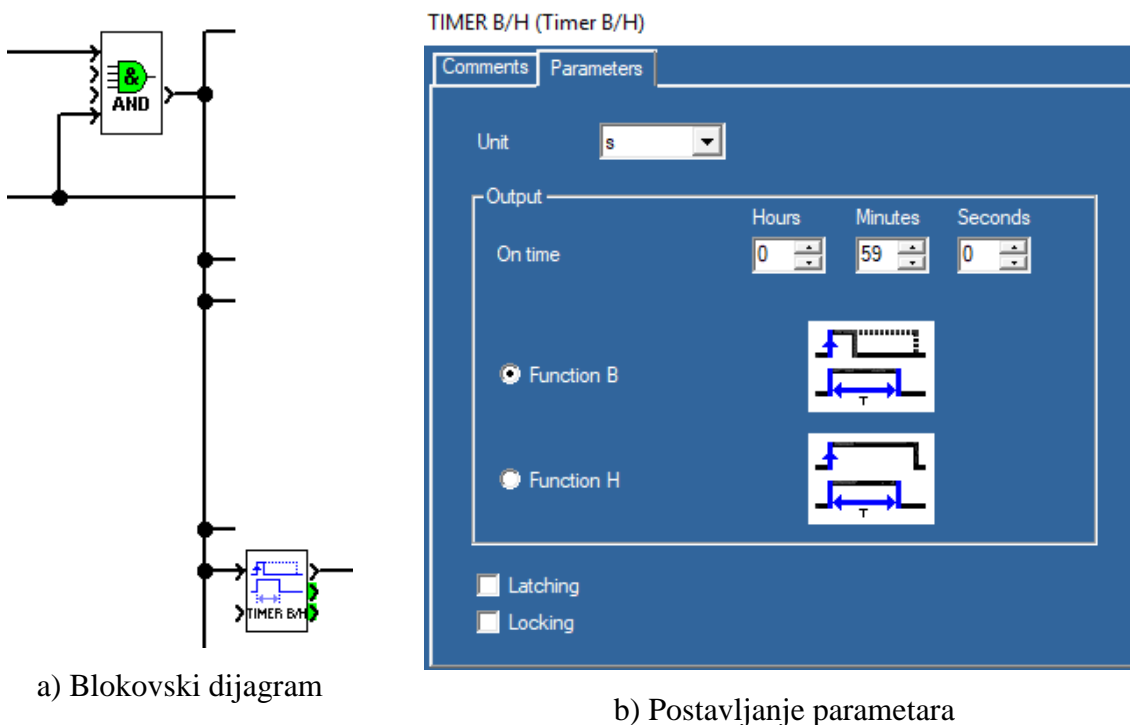 TIMER B/H (Timer B/H)
Comments Parameters
&
AND
Unit s
Output
Hours Minutes Seconds
On time 0 59 0
T
Function B
Function H
T
Latching
Locking
TIMER B/H
a) Blokovski dijagram
b) Postavljanje parametara